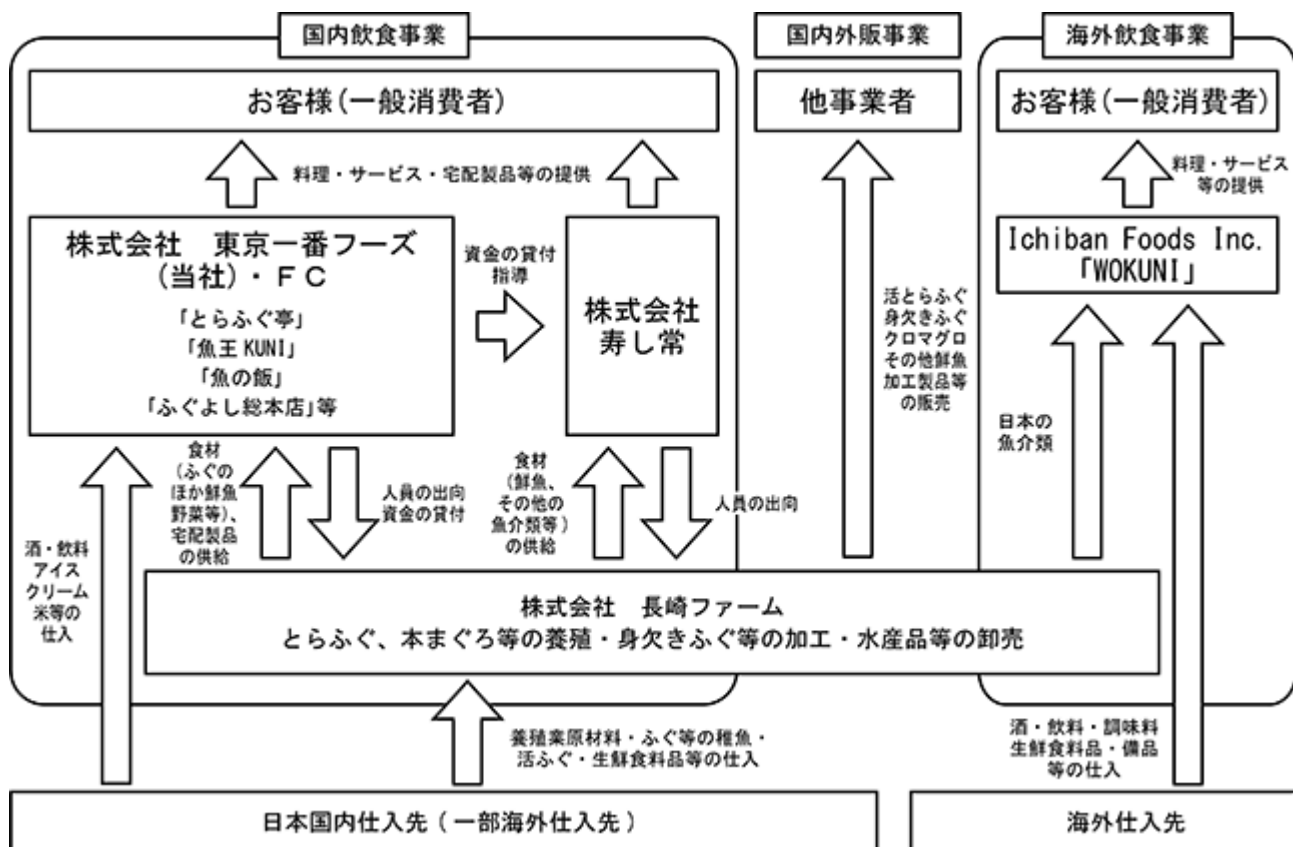 国内飲食事業
国内外販事業
海外飲食事業
お客様(一般消費者)
他事業者
お客様(一般消費者)
料理・サービス・宅配製品等の提供
料理・サービス
等の提供
株式会社　東京一番フーズ
(当社)・ＦＣ
「とらふぐ亭」
「魚王 KUNI」
「魚の飯」
「ふぐよし総本店」等
資金の貸付
指導
株式会社
寿し常
活とらふぐ
身欠きふぐ
クロマグロ
その他鮮魚
加工製品等
の販売
Ichiban Foods Inc.
「WOKUNI」
日本の
魚介類
食材
(ふぐの
ほか鮮魚
野菜等)、
宅配製品
の供給
人員の出向
資金の貸付
食材
(鮮魚、
その他の
魚介類等)
の供給
人員の出向
酒・飲料
アイス
クリーム
米等の
仕入
株式会社　長崎ファーム
とらふぐ、本まぐろ等の養殖・身欠きふぐ等の加工・水産品等の卸売
養殖業原材料・ふぐ等の稚魚・
活ふぐ・生鮮食料品等の仕入
酒・飲料・調味料
生鮮食料品・備品
等の仕入
日本国内仕入先(一部海外仕入先)
海外仕入先